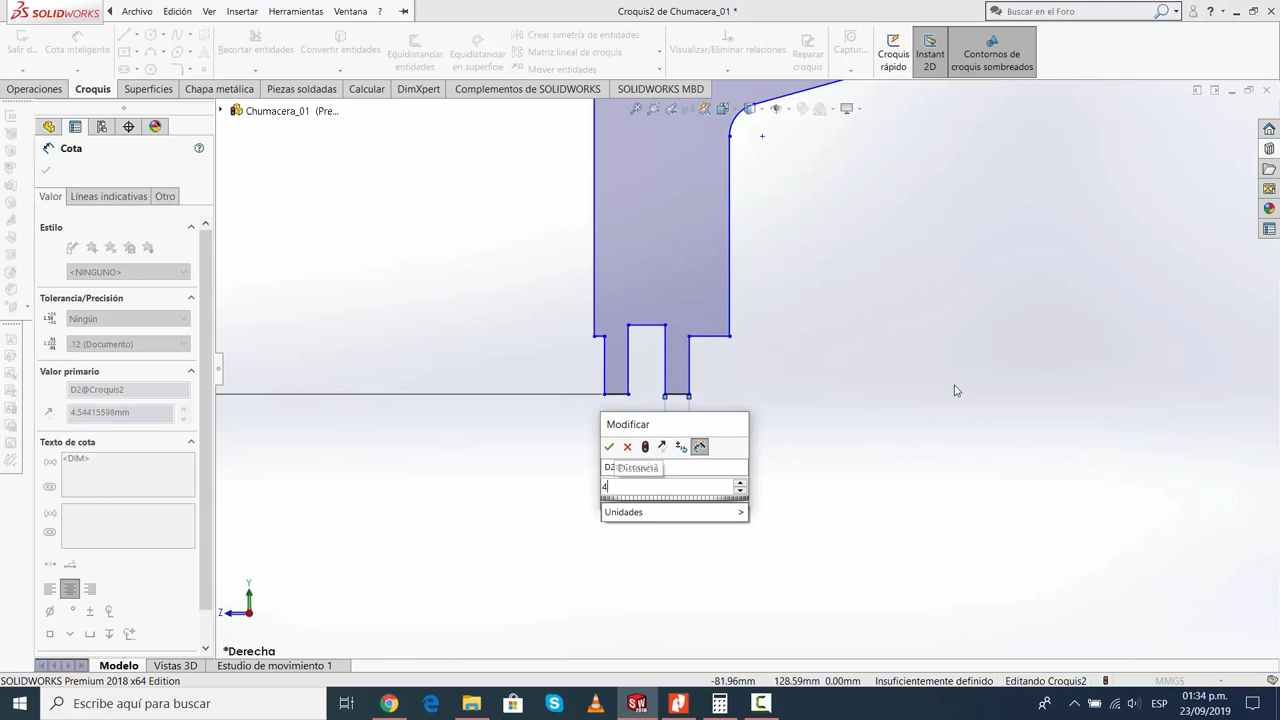 SOLIDWORKS
Archivo Edición Ver Insertar Herramientas Ventana ?
Croquis2 de Chumacera_01 *
Buscar en el Foro
Salir d...
Cota inteligente
Recortar entidades
Convertir entidades
Equidistanciar entidades
Equidistanciar en superficie
Crear simetría de entidades
Matriz lineal de croquis
Mover entidades
Visualizar/Eliminar relaciones
Reparar croquis
Captur...
Croquis rápido
Instant 2D
Contornos de croquis sombreados
Operaciones Croquis Superficies Chapa metálica Piezas soldadas Calcular DimXpert Complementos de SOLIDWORKS SOLIDWORKS MBD
Chumacera_01 (Pre...
Cota
Valor Líneas indicativas Otro
Estilo
<NINGUNO>
Tolerancia/Precisión
Ningún
.12 (Documento)
Valor primario
D2@Croquis2
4.54415598mm
Texto de cota
<DIM>
Modificar
D2@Croquis2
Distancia
4
Unidades >
Y
Z
*Derecha
Modelo Vistas 3D Estudio de movimiento 1
SOLIDWORKS Premium 2018 x64 Edition
-81.96mm 128.59mm 0.00mm Insuficientemente definido Editando Croquis2 MMGS
Escribe aquí para buscar
ESP
01:34 p.m.
23/09/2019